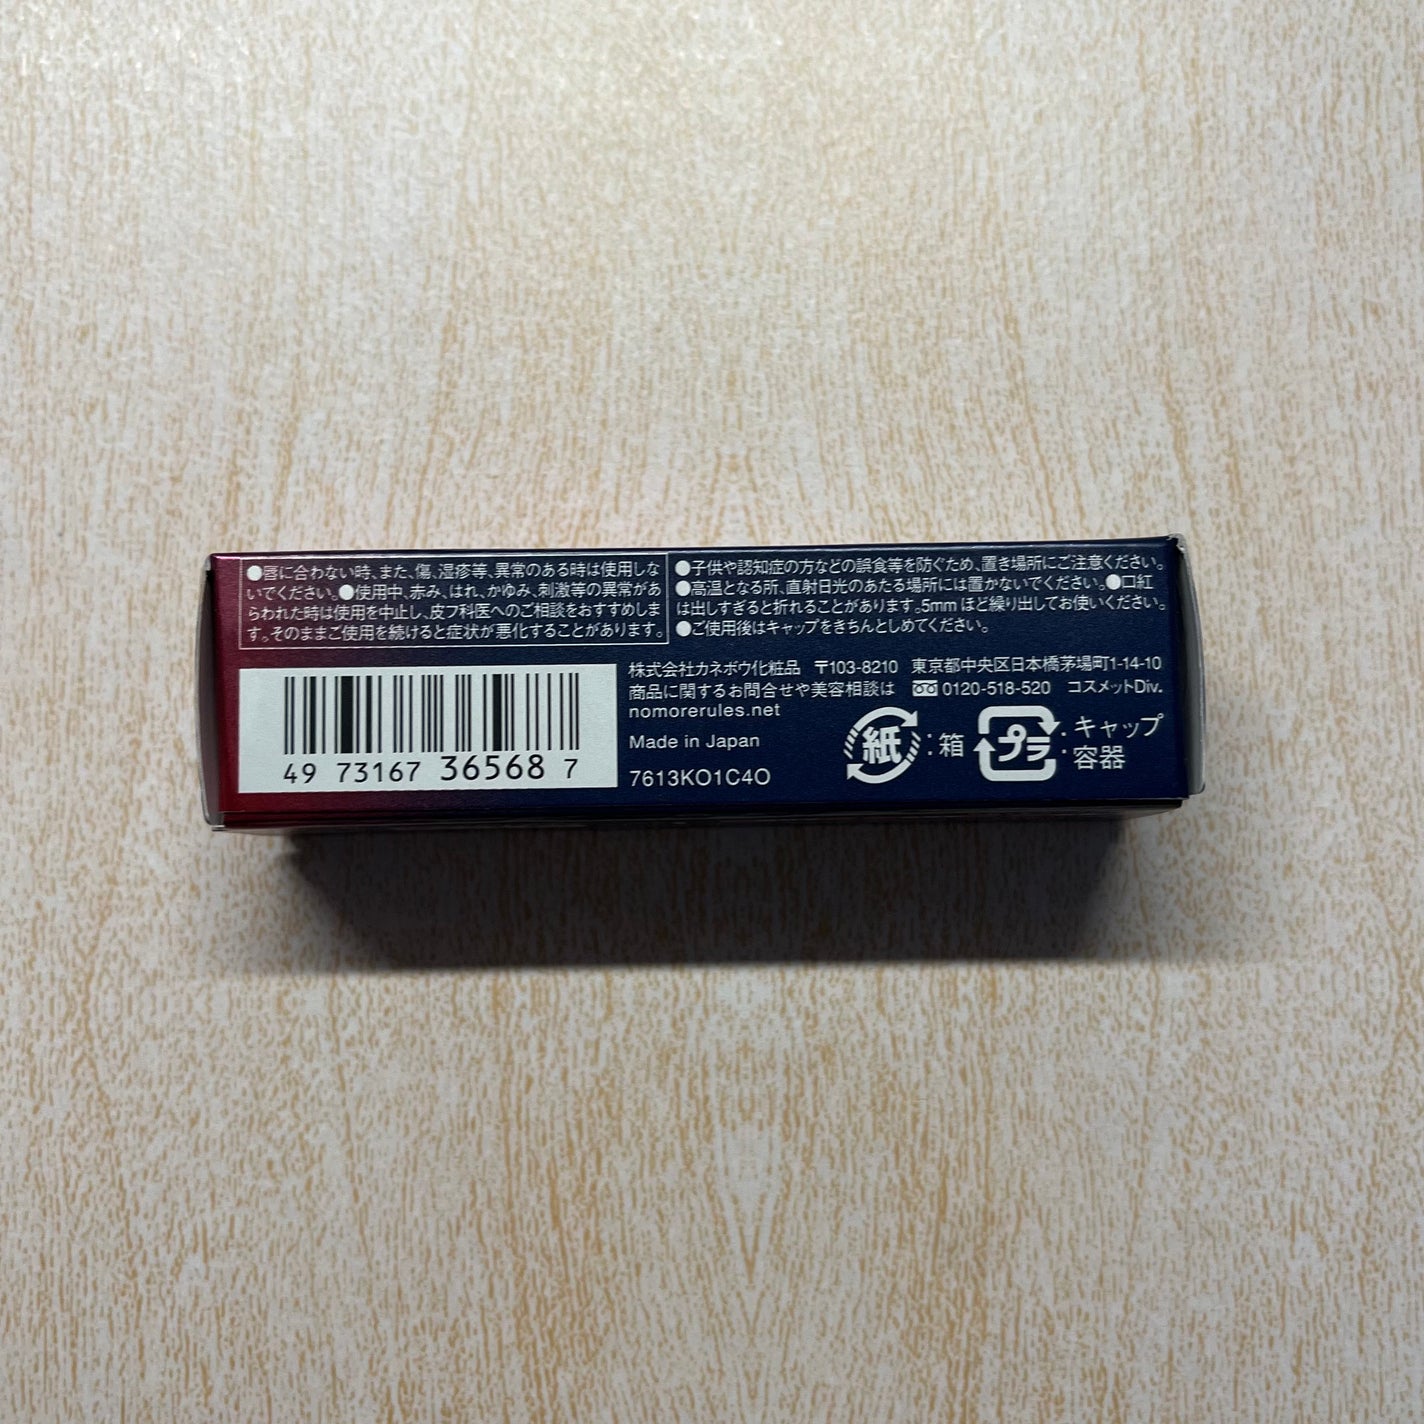 ●唇に合わない時、また、傷、湿疹等、異常のある時は使用しな
いでください。●使用中、赤み、はれ、かゆみ、刺激等の異常があ
らわれた時は使用を中止し、皮フ科医へのご相談をおすすめしま
す。そのままご使用を続けると症状が悪化することがあります。
●子供や認知症の方などの誤食等を防ぐため、置き場所にご注意ください。
●高温となる所、直射日光のあたる場所には置かないでください。●口紅
は出しすぎると折れることがあります。5mm ほど繰り出してお使いください。
●ご使用後はキャップをきちんとしめてください。
株式会社カネボウ化粧品 〒103-8210 東京都中央区日本橋茅場町1-14-10
商品に関するお問合せや美容相談は 0120-518-520 コスメットDiv.
nomorerules.net
Made in Japan
7613KO1C4O
紙 : 箱
プラ : キャップ
容器
49 73167 36568 7